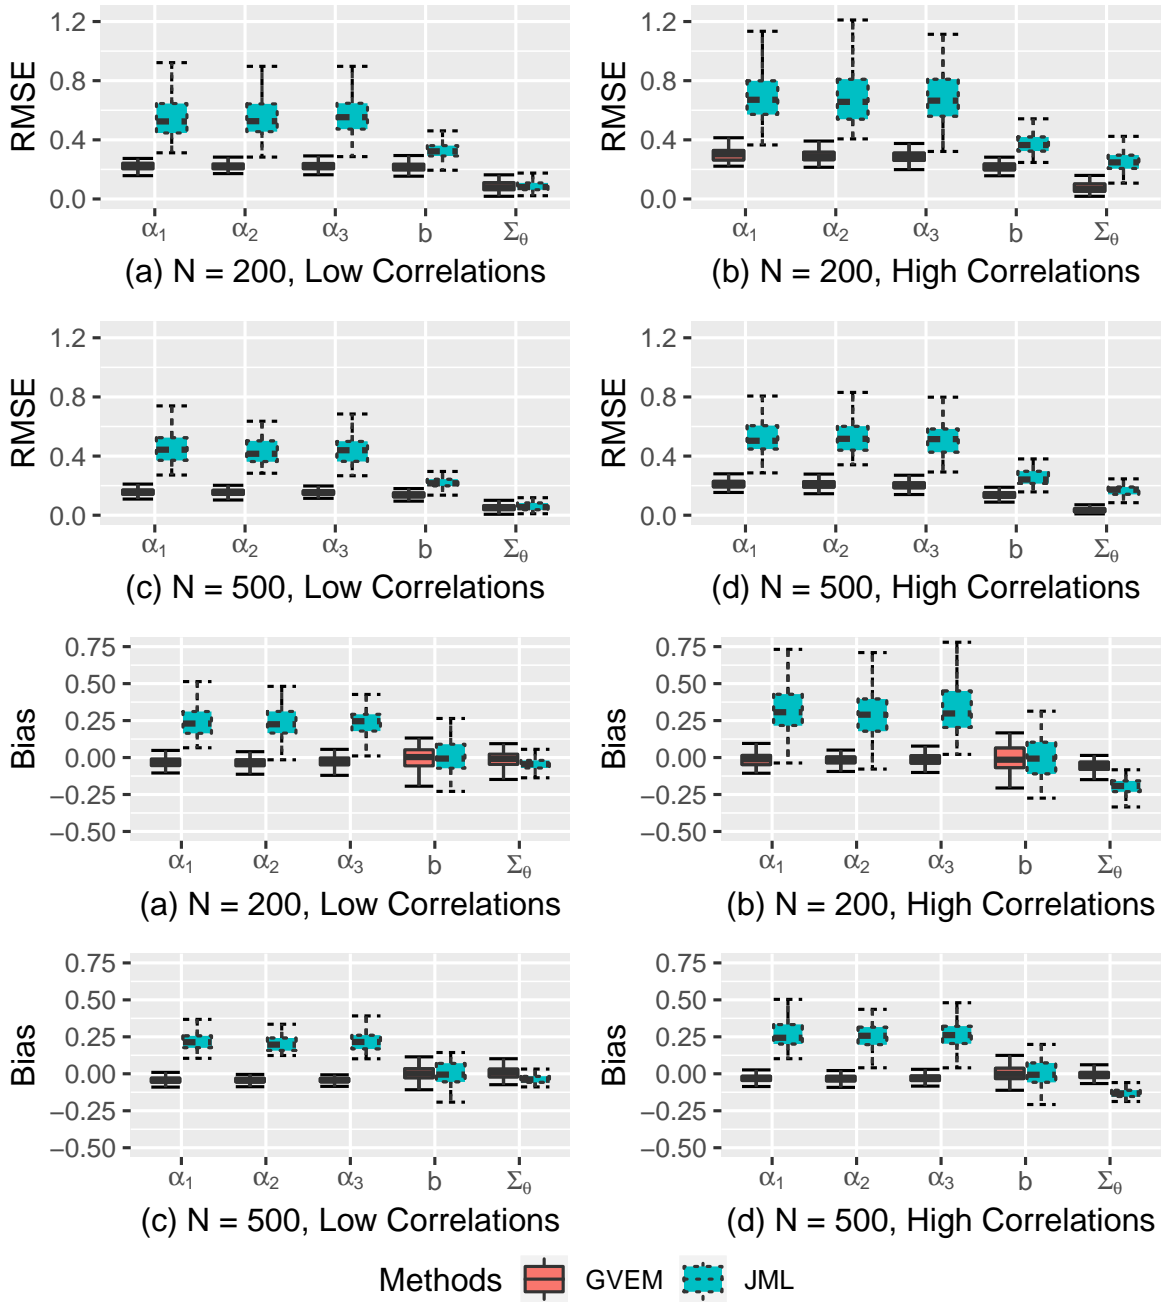 RMSE
1.2
0.8
0.4
0.0
α1 α2 α3 b Σθ
(a) N = 200, Low Correlations
RMSE
1.2
0.8
0.4
0.0
α1 α2 α3 b Σθ
(b) N = 200, High Correlations
RMSE
1.2
0.8
0.4
0.0
α1 α2 α3 b Σθ
(c) N = 500, Low Correlations
RMSE
1.2
0.8
0.4
0.0
α1 α2 α3 b Σθ
(d) N = 500, High Correlations
Bias
0.75
0.50
0.25
0.00
−0.25
−0.50
α1 α2 α3 b Σθ
(a) N = 200, Low Correlations
Bias
0.75
0.50
0.25
0.00
−0.25
−0.50
α1 α2 α3 b Σθ
(b) N = 200, High Correlations
Bias
0.75
0.50
0.25
0.00
−0.25
−0.50
α1 α2 α3 b Σθ
(c) N = 500, Low Correlations
Bias
0.75
0.50
0.25
0.00
−0.25
−0.50
α1 α2 α3 b Σθ
(d) N = 500, High Correlations
Methods GVEM JML